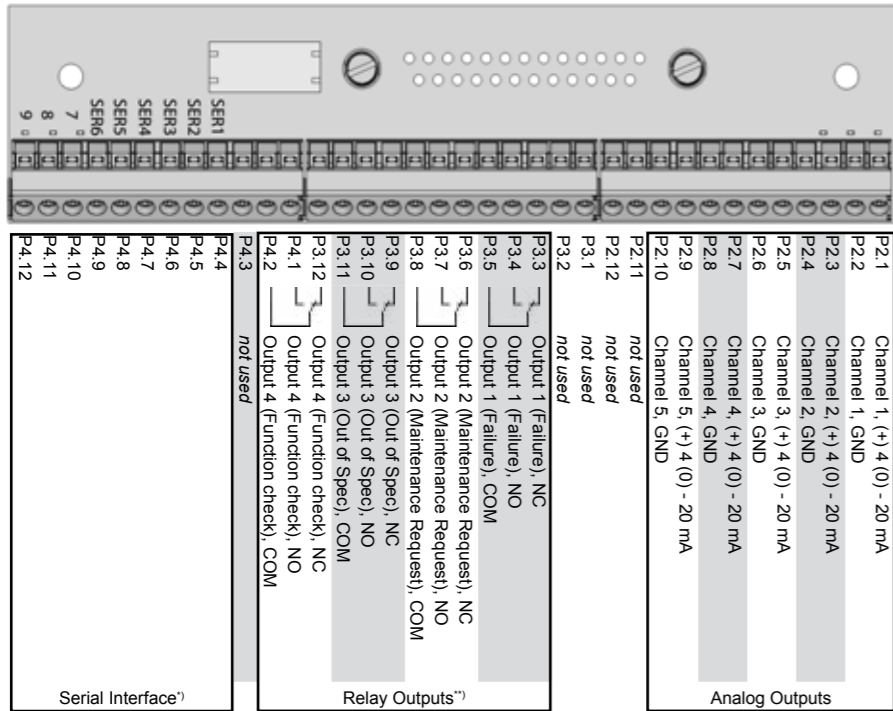 9
8
7
SER6
SER5
SER4
SER3
SER2
SER1
P4.12
P4.11
P4.10
P4.9
P4.8
P4.7
P4.6
P4.5
P4.4
P4.3 not used
P4.2 Output 4 (Function check), COM
P4.1 Output 4 (Function check), NO
P3.12 Output 4 (Function check), NC
P3.11 Output 3 (Out of Spec), COM
P3.10 Output 3 (Out of Spec), NO
P3.9 Output 3 (Out of Spec), NC
P3.8 Output 2 (Maintenance Request), COM
P3.7 Output 2 (Maintenance Request), NO
P3.6 Output 2 (Maintenance Request), NC
P3.5 Output 1 (Failure), COM
P3.4 Output 1 (Failure), NO
P3.3 Output 1 (Failure), NC
P3.2 not used
P3.1 not used
P2.12 not used
P2.11 not used
P2.10 Channel 5, GND
P2.9 Channel 5, (+) 4 (0) - 20 mA
P2.8 Channel 4, GND
P2.7 Channel 4, (+) 4 (0) - 20 mA
P2.6 Channel 3, GND
P2.5 Channel 3, (+) 4 (0) - 20 mA
P2.4 Channel 2, GND
P2.3 Channel 2, (+) 4 (0) - 20 mA
P2.2 Channel 1, GND
P2.1 Channel 1, (+) 4 (0) - 20 mA
Serial Interface*)
Relay Outputs**)
Analog Outputs